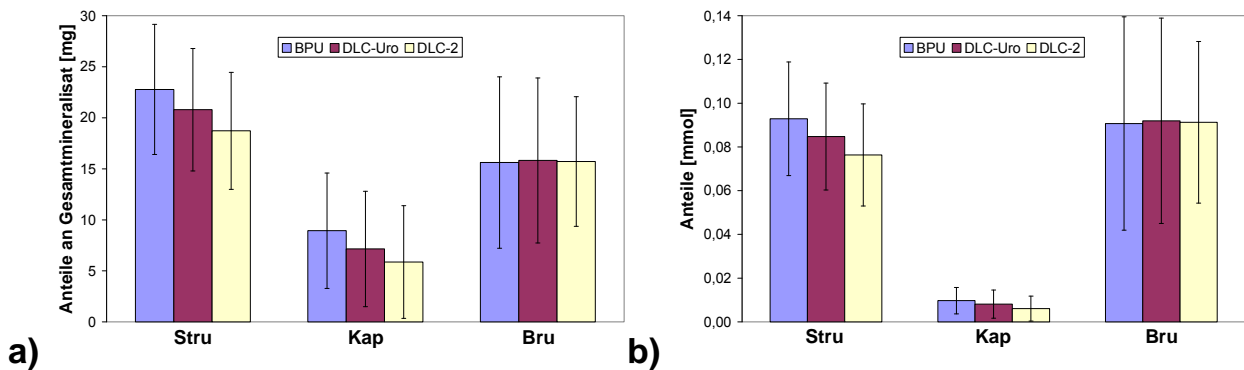 Anteile an Gesamtmineralisat [mg]
30
25
20
15
10
5
0
BPU DLC-Uro DLC-2
Stru Kap Bru
a)
Anteile [mmol]
0,14
0,12
0,10
0,08
0,06
0,04
0,02
0,00
BPU DLC-Uro DLC-2
Stru Kap Bru
b)